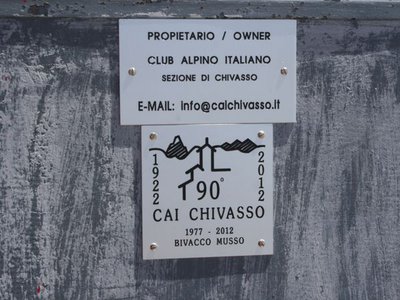 PROPIETARIO / OWNER
CLUB ALPINO ITALIANO
SEZIONE DI CHIVASSO
E-MAIL: info@caichivasso.it
1922
2012
90°
CAI CHIVASSO
1977 - 2012
BIVACCO MUSSO